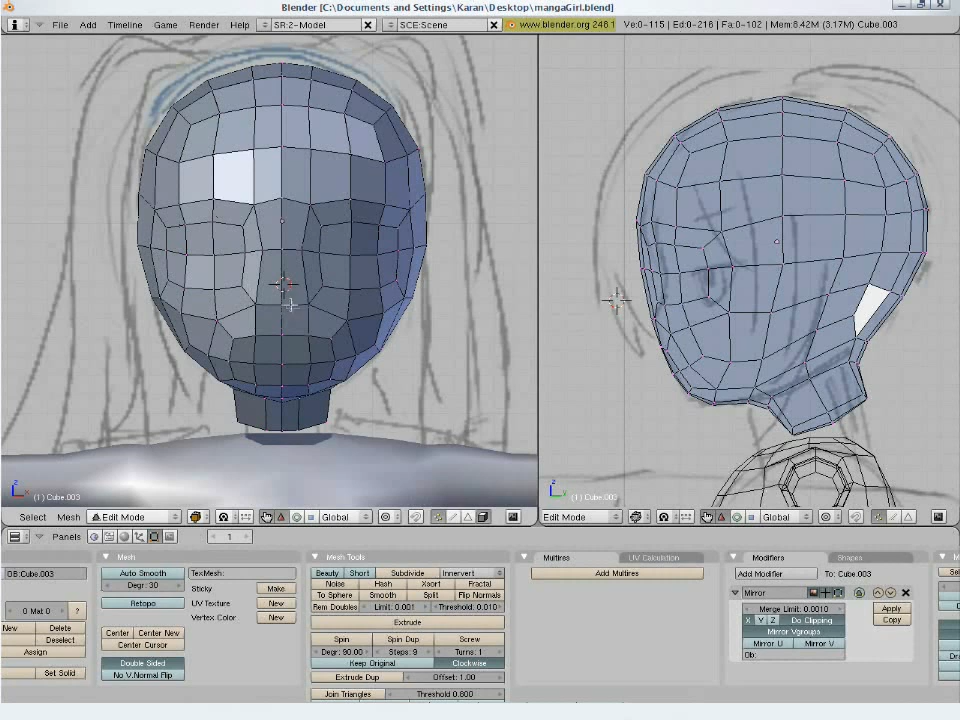 Blender [C:\Documents and Settings\Karan\Desktop\mangaGirl.blend]
File Add Timeline Game Render Help SR:2-Model SCE:Scene www.blender.org 248.1 Ve:0-115 | Ed:0-216 | Fa:0-102 | Mem:8.42M (3.17M) Cube.003
z (1) Cube.003 z y (1) Cube.003
Select Mesh Edit Mode Global Edit Mode Global
Panels 1
Mesh Mesh Tools Multires UV Calculation Modifiers Shapes
OB:Cube.003 Auto Smooth TexMesh: Beauty Short Subdivide Innervert Add Multires Add Modifier To: Cube.003
Degr: 30 Sticky Make Noise Hash Xsort Fractal
Retopo UV Texture New To Sphere Smooth Split Flip Normals Mirror
0 Mat 0 ? Vertex Color New Rem Doubles Limit: 0.001 Threshold: 0.010 Merge Limit: 0.0010 Apply
New Delete Center Center New Extrude X Y Z Do Clipping Copy
Deselect Center Cursor Spin Spin Dup Screw Mirror Vgroups
Assign Degr: 90.00 Steps: 9 Turns: 1 Mirror U Mirror V
Double Sided Keep Original Clockwise Ob:
Set Solid No V.Normal Flip Extrude Dup Offset: 1.00
Join Triangles Threshold 0.800